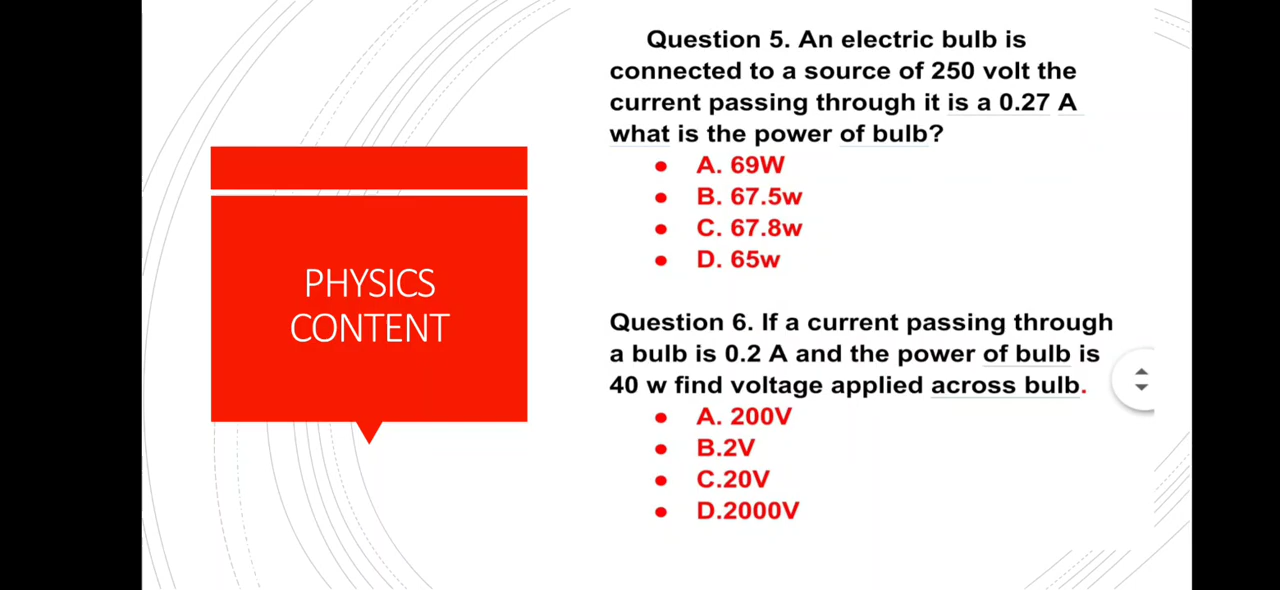 PHYSICS
CONTENT
Question 5. An electric bulb is
connected to a source of 250 volt the
current passing through it is a 0.27 A
what is the power of bulb?
• A. 69W
• B. 67.5w
• C. 67.8w
• D. 65w
Question 6. If a current passing through
a bulb is 0.2 A and the power of bulb is
40 w find voltage applied across bulb.
• A. 200V
• B.2V
• C.20V
• D.2000V